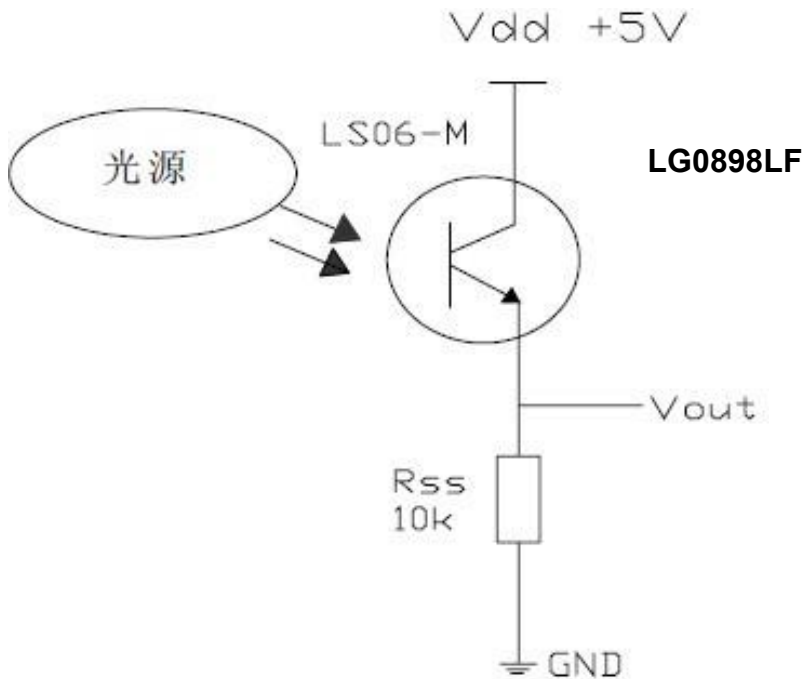 Vdd +5V
LS06-M
LG0898LF
光源
Vout
Rss
10k
GND